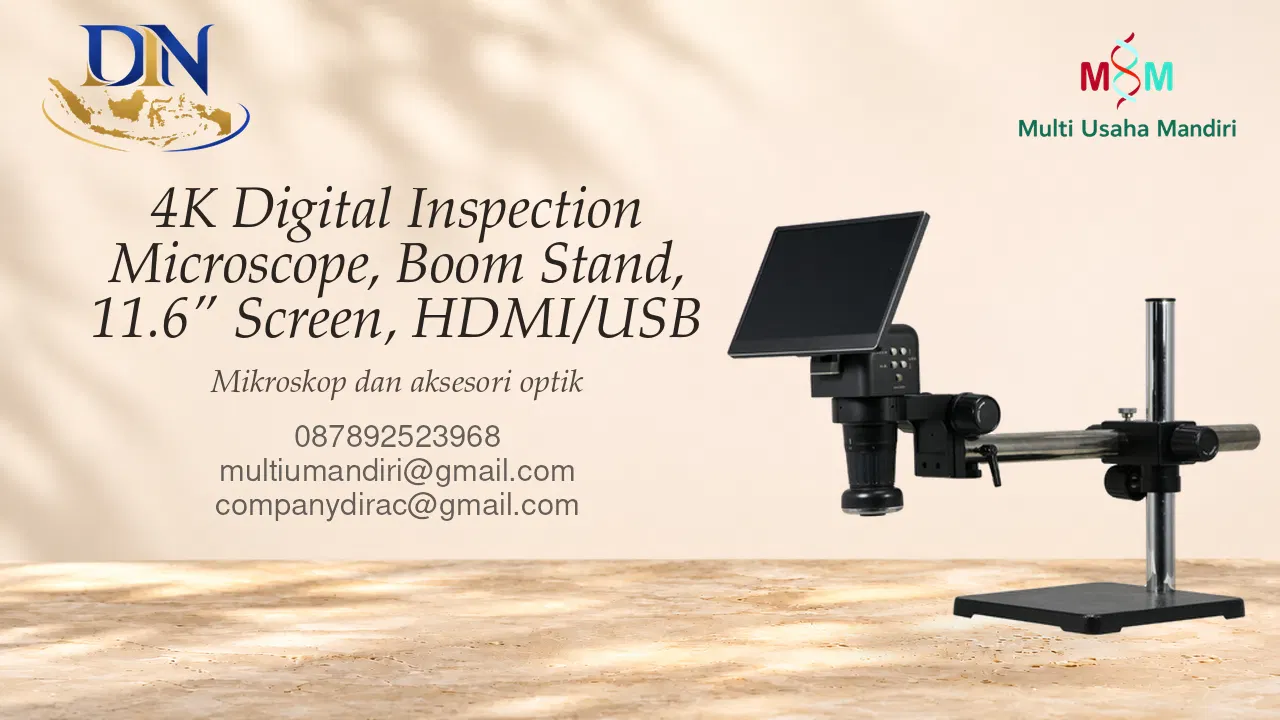 DIN
M M
Multi Usaha Mandiri
4K Digital Inspection
Microscope, Boom Stand,
11.6” Screen, HDMI/USB
Mikroskop dan aksesori optik
087892523968
multiumandiri@gmail.com
companydirac@gmail.com